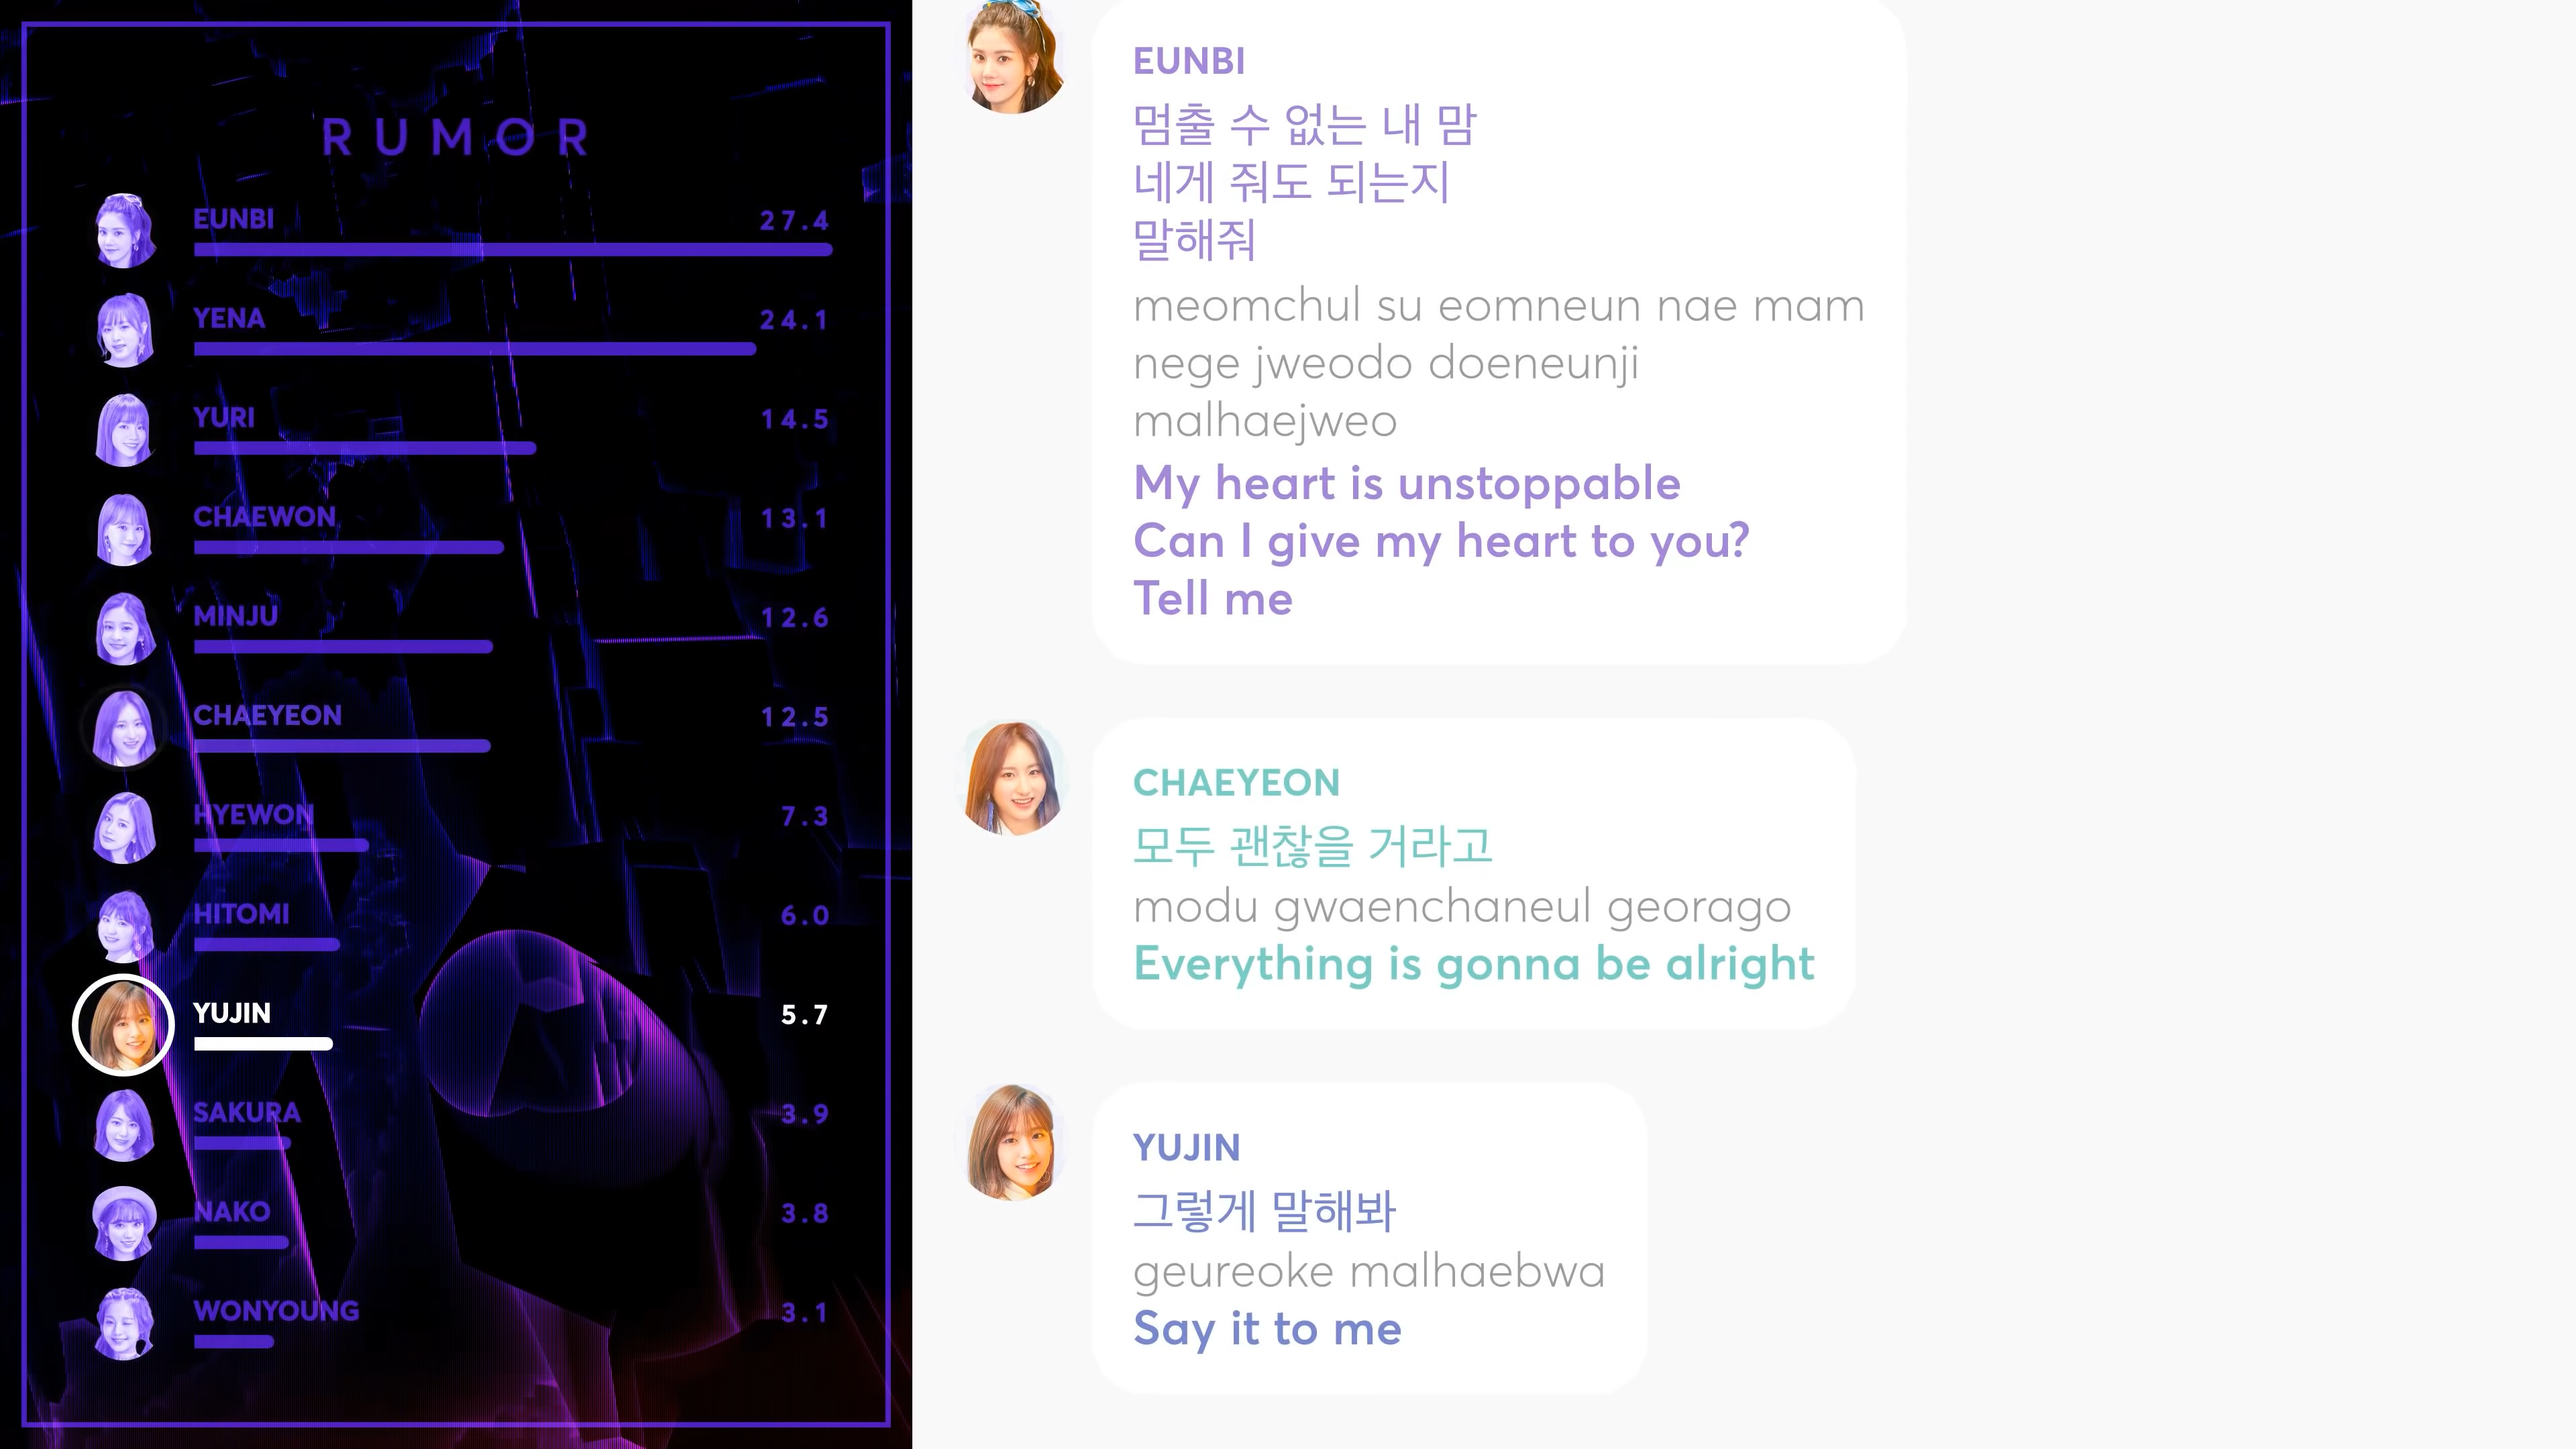 RUMOR
EUNBI 27.4
YENA 24.1
YURI 14.5
CHAEWON 13.1
MINJU 12.6
CHAEYEON 12.5
HYEWON 7.3
HITOMI 6.0
YUJIN 5.7
SAKURA 3.9
NAKO 3.8
WONYOUNG 3.1
EUNBI
멈출 수 없는 내 맘
네게 줘도 되는지
말해줘
meomchul su eomneun nae mam
nege jweodo doeneunji
malhaejweo
My heart is unstoppable
Can I give my heart to you?
Tell me
CHAEYEON
모두 괜찮을 거라고
modu gwaenchaneul georago
Everything is gonna be alright
YUJIN
그렇게 말해봐
geureoke malhaebwa
Say it to me